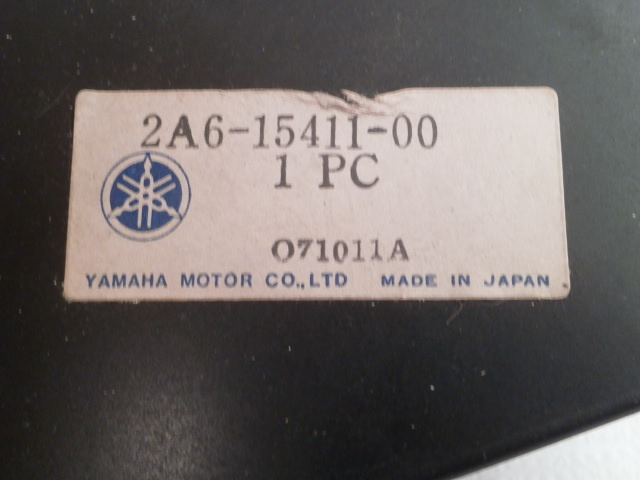 2A6-15411-00
1 PC
O71011A
YAMAHA MOTOR CO.,LTD MADE IN JAPAN